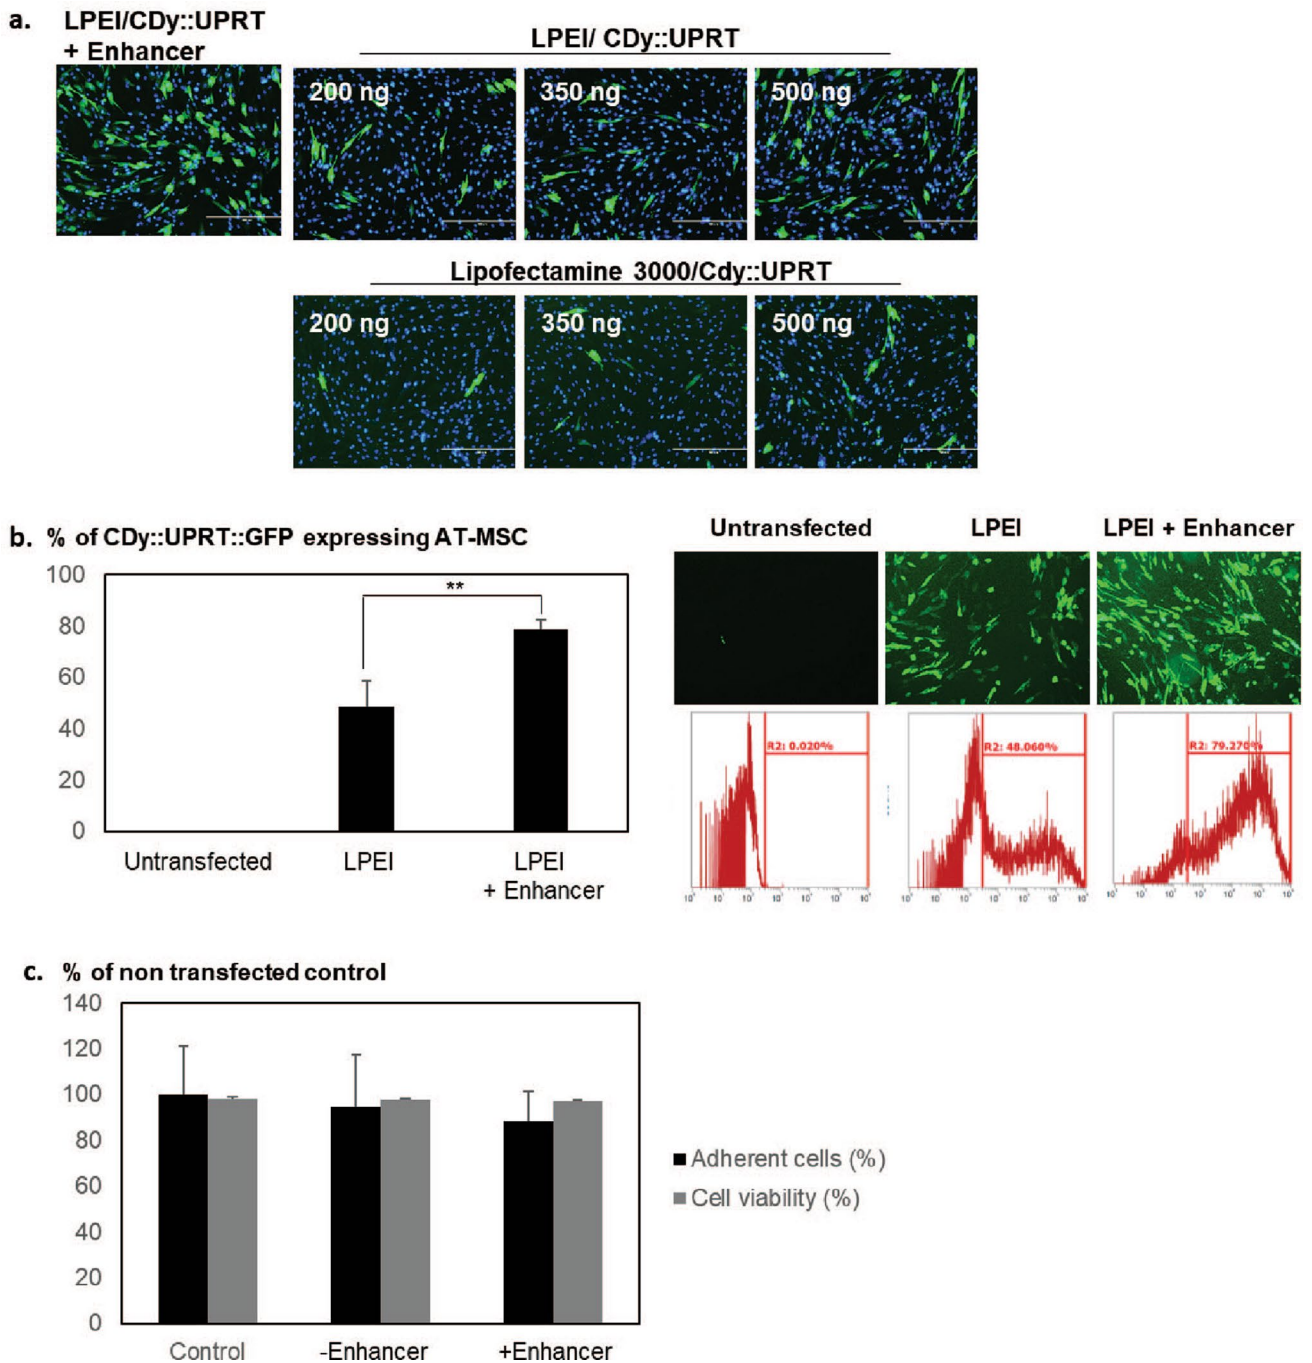 a. LPEI/CDy::UPRT
+ Enhancer
LPEI/ CDy::UPRT
200 ng
350 ng
500 ng
Lipofectamine 3000/Cdy::UPRT
200 ng
350 ng
500 ng
b. % of CDy::UPRT::GFP expressing AT-MSC
100
80
60
40
20
0
**
Untransfected
LPEI
LPEI
+ Enhancer
Untransfected
LPEI
LPEI + Enhancer
R2: 0.020%
R2: 48.060%
R2: 79.270%
c. % of non transfected control
140
120
100
80
60
40
20
0
Control
-Enhancer
+Enhancer
Adherent cells (%)
Cell viability (%)